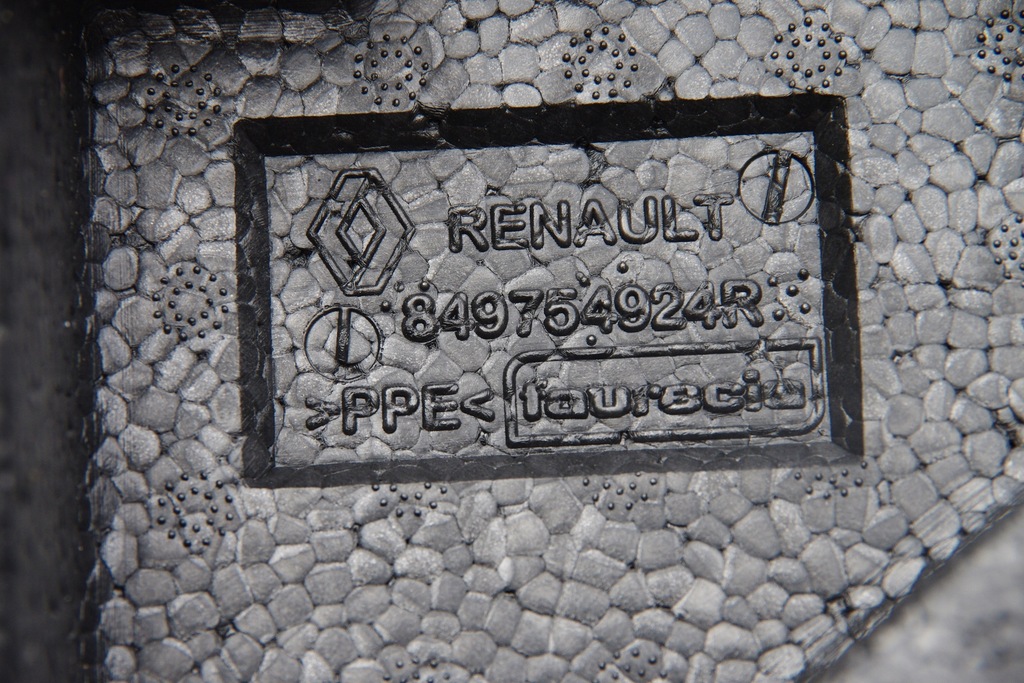 RENAULT
849754924R
>PPE< faurecia